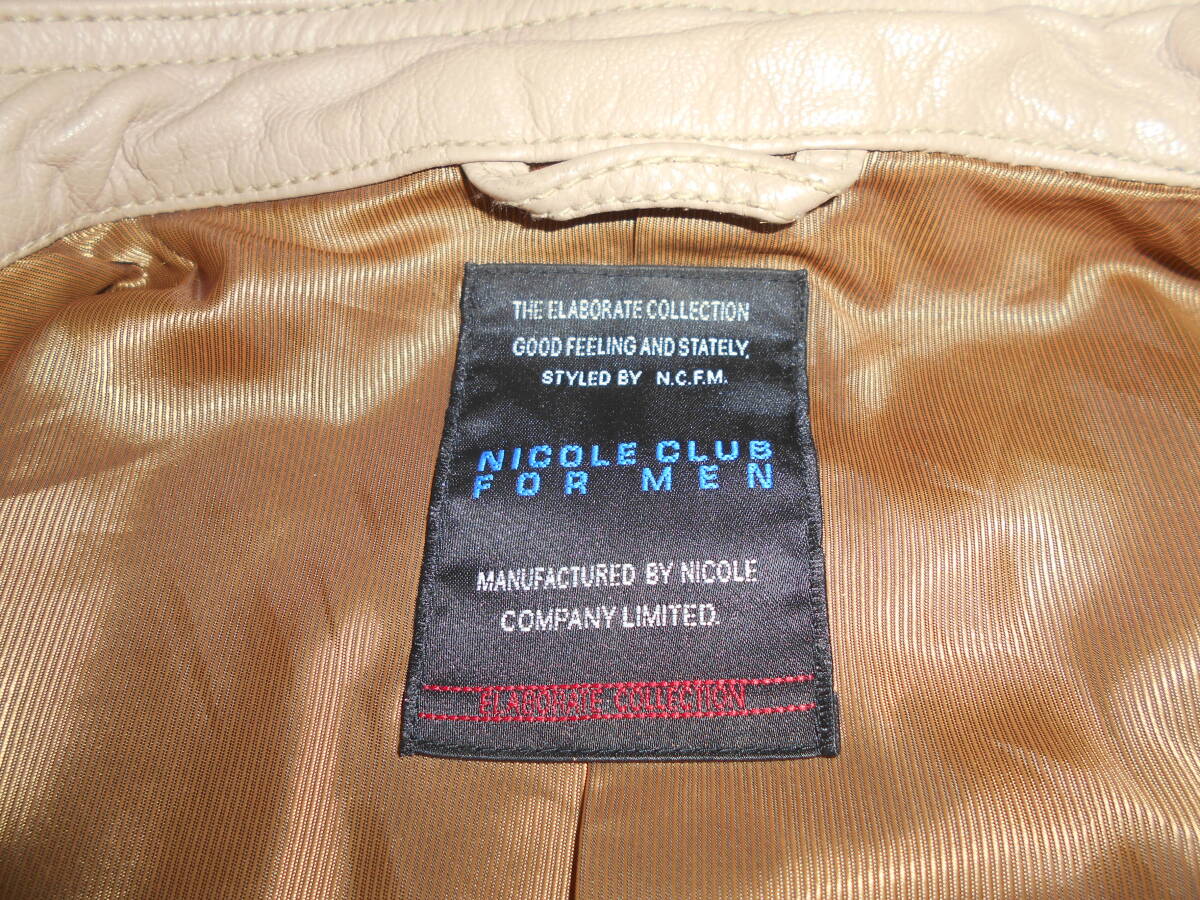 THE ELABORATE COLLECTION
GOOD FEELING AND STATELY,
STYLED BY N.C.F.M.
NICOLE CLUB
FOR MEN
MANUFACTURED BY NICOLE
COMPANY LIMITED.
ELABORATE COLLECTION